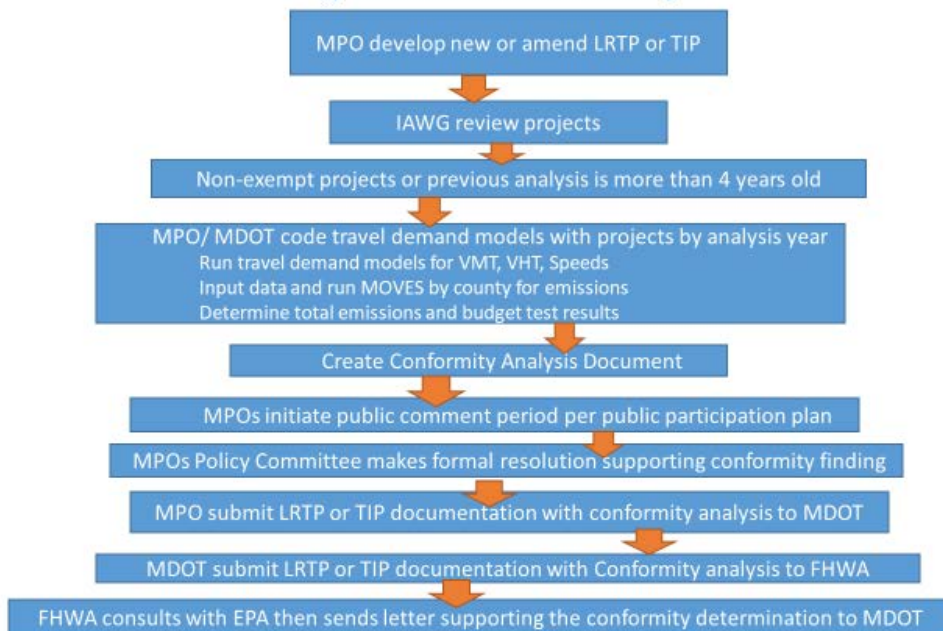 MPO develop new or amend LRTP or TIP
IAWG review projects
Non-exempt projects or previous analysis is more than 4 years old
MPO/ MDOT code travel demand models with projects by analysis year
Run travel demand models for VMT, VHT, Speeds
Input data and run MOVES by county for emissions
Determine total emissions and budget test results
Create Conformity Analysis Document
MPOs initiate public comment period per public participation plan
MPOs Policy Committee makes formal resolution supporting conformity finding
MPO submit LRTP or TIP documentation with conformity analysis to MDOT
MDOT submit LRTP or TIP documentation with Conformity analysis to FHWA
FHWA consults with EPA then sends letter supporting the conformity determination to MDOT